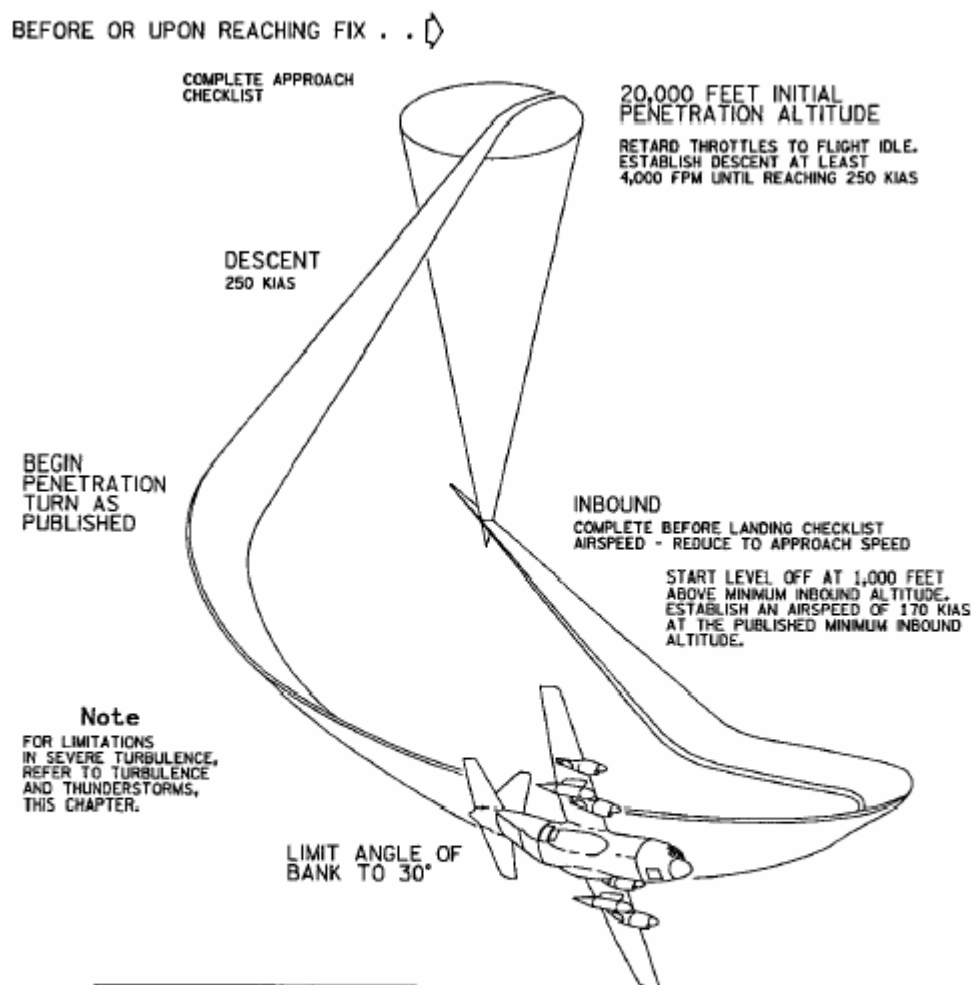 BEFORE OR UPON REACHING FIX . .
COMPLETE APPROACH
CHECKLIST
20,000 FEET INITIAL
PENETRATION ALTITUDE
RETARD THROTTLES TO FLIGHT IDLE.
ESTABLISH DESCENT AT LEAST
4,000 FPM UNTIL REACHING 250 KIAS
DESCENT
250 KIAS
BEGIN
PENETRATION
TURN AS
PUBLISHED
INBOUND
COMPLETE BEFORE LANDING CHECKLIST
AIRSPEED - REDUCE TO APPROACH SPEED
START LEVEL OFF AT 1,000 FEET
ABOVE MINIMUM INBOUND ALTITUDE.
ESTABLISH AN AIRSPEED OF 170 KIAS
AT THE PUBLISHED MINIMUM INBOUND
ALTITUDE.
Note
FOR LIMITATIONS
IN SEVERE TURBULENCE,
REFER TO TURBULENCE
AND THUNDERSTORMS,
THIS CHAPTER.
LIMIT ANGLE OF
BANK TO 30°